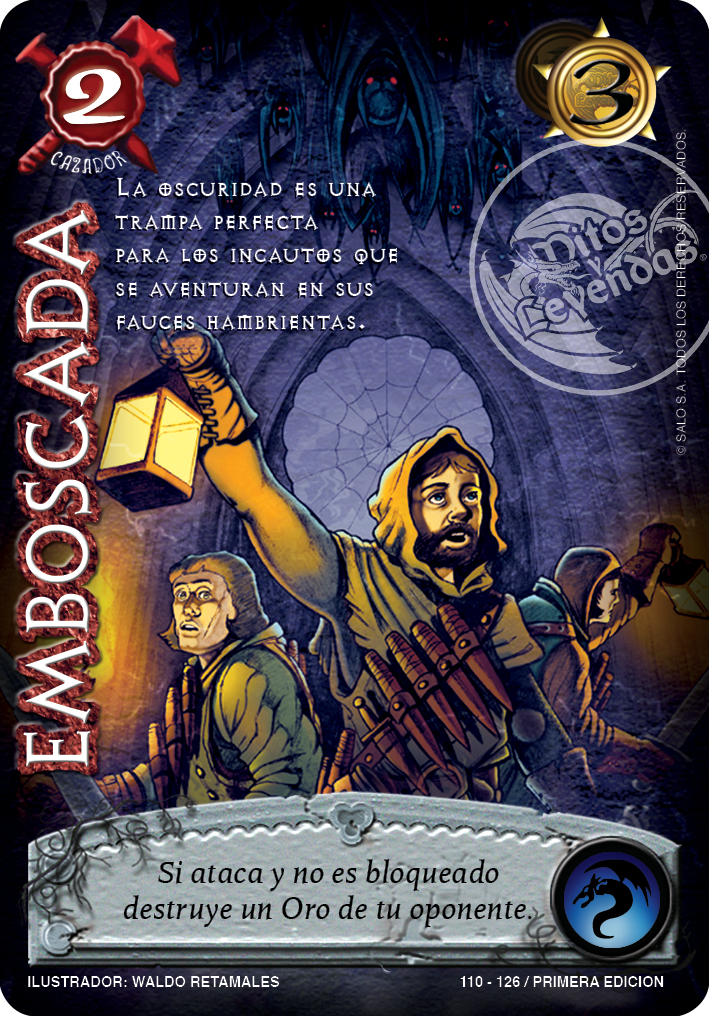 2
CAZADOR
3
LA OSCURIDAD ES UNA
TRAMPA PERFECTA
PARA LOS INCAUTOS QUE
SE AVENTURAN EN SUS
FAUCES HAMBRIENTAS.
Mitos
y
Leyendas®
© SALO S.A. TODOS LOS DERECHOS RESERVADOS.
EMBOSCADA
Si ataca y no es bloqueado
destruye un Oro de tu oponente.
ILUSTRADOR: WALDO RETAMALES
110 - 126 / PRIMERA EDICION